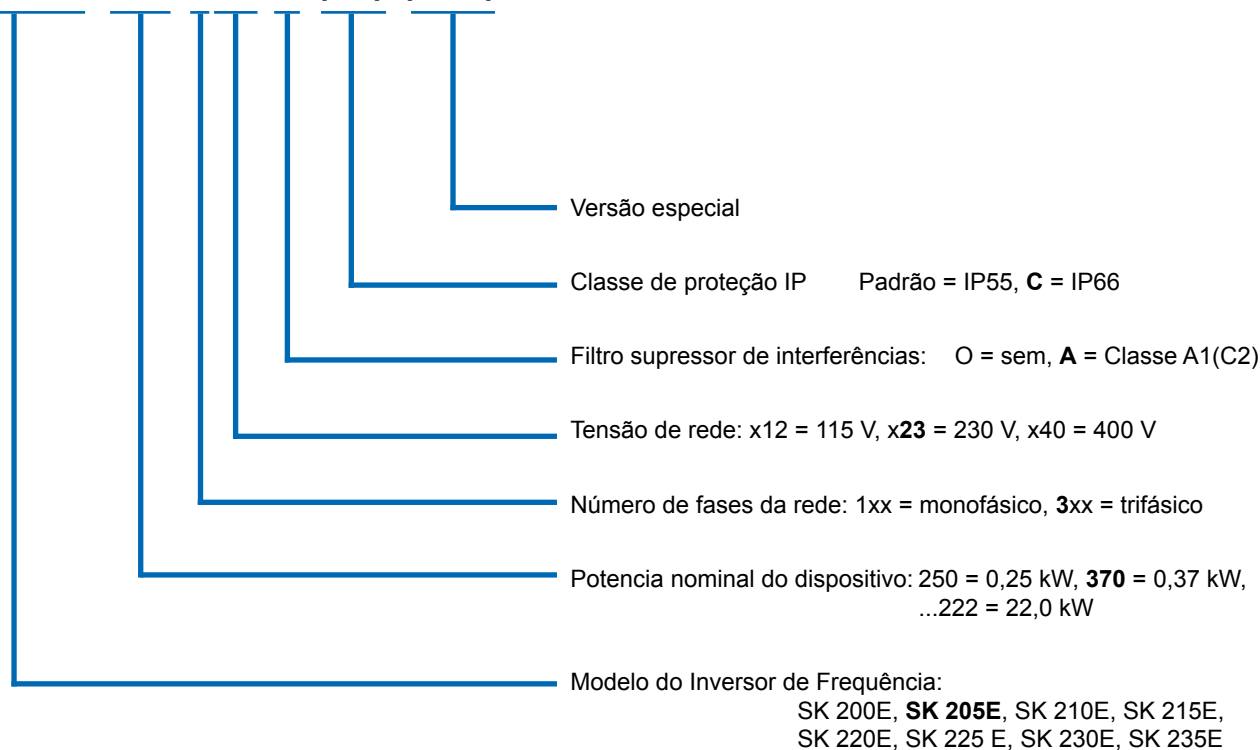 Versão especial
Classe de proteção IP Padrão = IP55, C = IP66
Filtro supressor de interferências: O = sem, A = Classe A1(C2)
Tensão de rede: x12 = 115 V, x23 = 230 V, x40 = 400 V
Número de fases da rede: 1xx = monofásico, 3xx = trifásico
Potencia nominal do dispositivo: 250 = 0,25 kW, 370 = 0,37 kW,
...222 = 22,0 kW
Modelo do Inversor de Frequência:
SK 200E, SK 205E, SK 210E, SK 215E,
SK 220E, SK 225 E, SK 230E, SK 235E